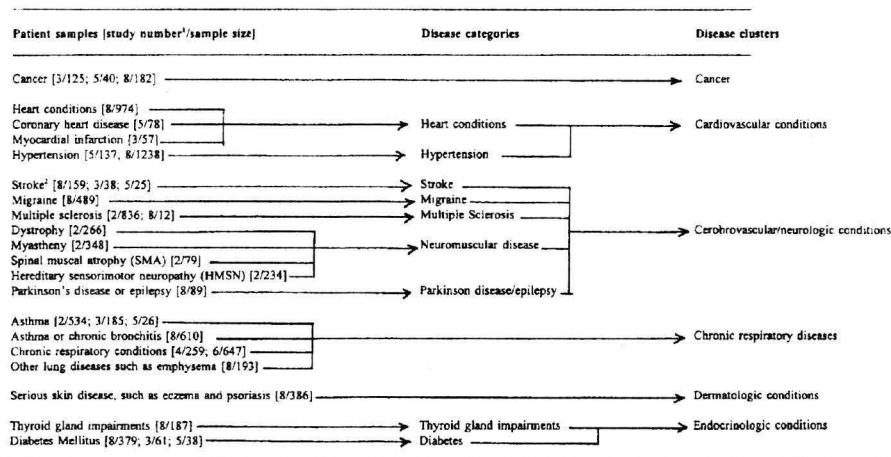 Patient samples [study number¹/sample size] Disease categories Disease clusters
Cancer [3/125; 5/40; 8/182] Cancer
Heart conditions [8/974]
Coronary heart disease [5/78] Heart conditions Cardiovascular conditions
Myocardial infarction [3/57]
Hypertension [5/137, 8/1238] Hypertension
Stroke² [8/159; 3/38; 5/25] Stroke
Migraine [8/489] Migraine
Multiple sclerosis [2/836; 8/12] Multiple Sclerosis
Dystrophy [2/266] Cerobrovascular/neurologic conditions
Myastheny [2/348] Neuromuscular disease
Spinal muscal atrophy (SMA) [2/79]
Hereditary sensorimotor neuropathy (HMSN) [2/234]
Parkinson's disease or epilepsy [8/89] Parkinson disease/epilepsy
Asthma [2/534; 3/185; 5/26]
Asthma or chronic bronchitis [8/610] Chronic respiratory diseases
Chronic respiratory conditions [4/259; 6/647]
Other lung diseases such as emphysema [8/193]
Serious skin disease, such as eczema and psoriasis [8/386] Dermatologic conditions
Thyroid gland impairments [8/187] Thyroid gland impairments Endocrinologic conditions
Diabetes Mellitus [8/379; 3/61; 5/38] Diabetes